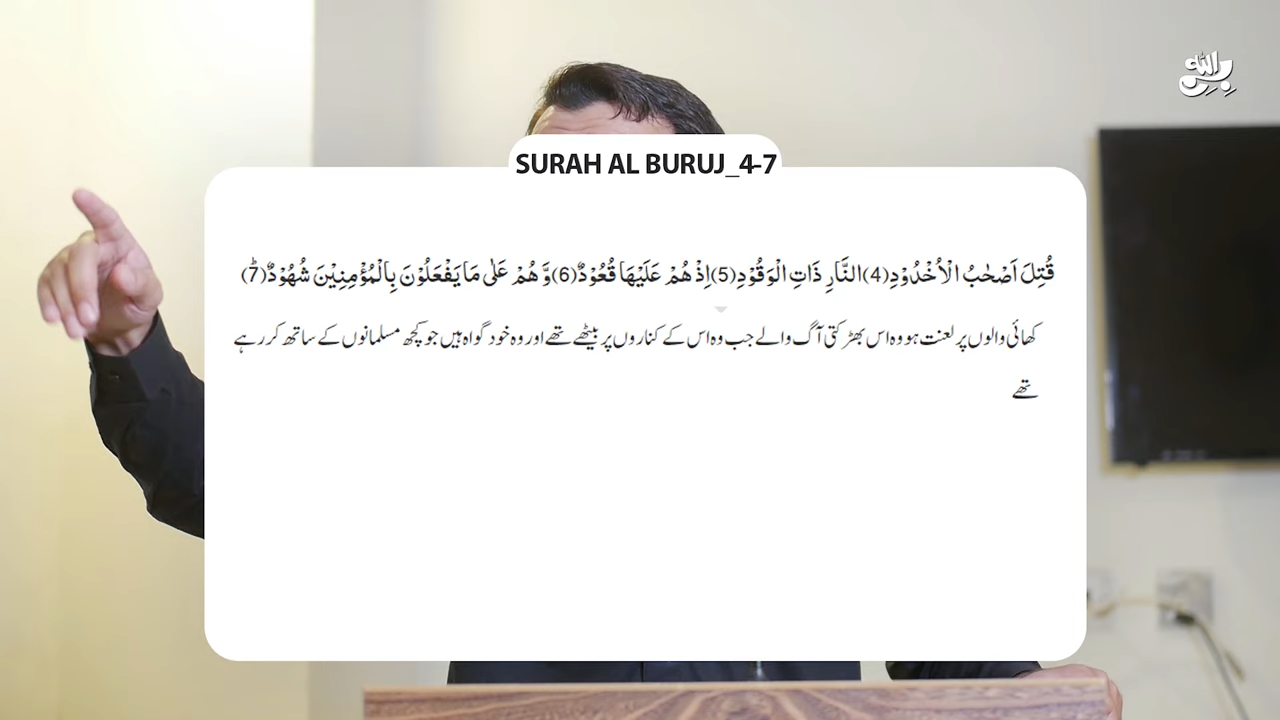 SURAH AL BURUJ_4-7
قُتِلَ اَصْحٰبُ الْاُخْدُوْدِ(4)النَّارِ ذَاتِ الْوَقُوْدِ(5)اِذْ هُمْ عَلَیْهَا قُعُوْدٌ(6)وَّ هُمْ عَلٰى مَا یَفْعَلُوْنَ بِالْمُؤْمِنِیْنَ شُهُوْدٌﭤ(7)
کھائی والوں پر لعنت ہو وہ اس بھڑکتی آگ والے جب وہ اس کے کناروں پر بیٹھے تھے اور وہ خود گواہ ہیں جو کچھ مسلمانوں کے ساتھ کر رہے
تھے
بسم اللہ